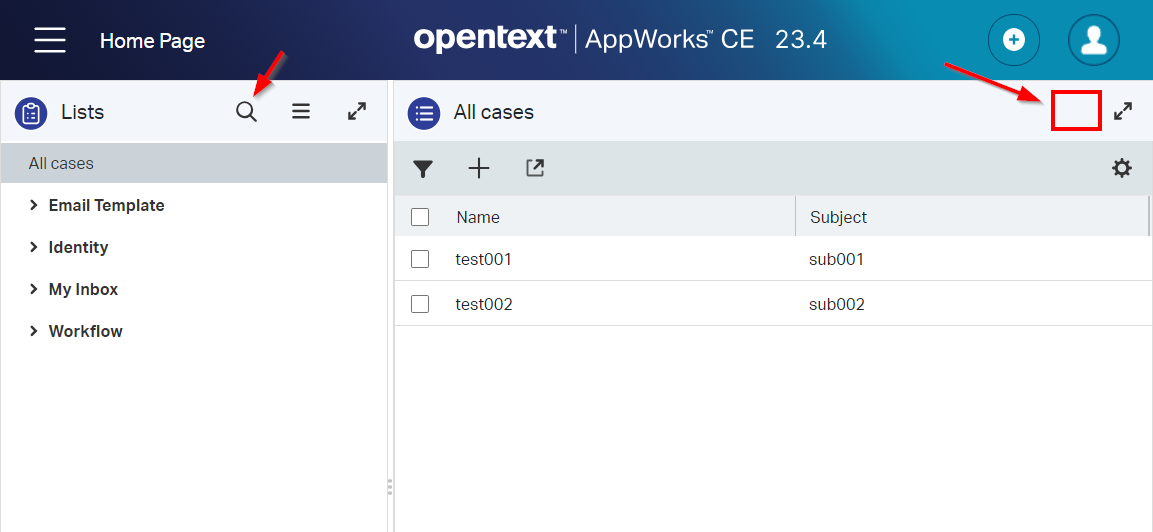 Home Page
opentext™ | AppWorks™ CE 23.4
Lists
All cases
Email Template
Identity
My Inbox
Workflow
All cases
Name Subject
test001 sub001
test002 sub002